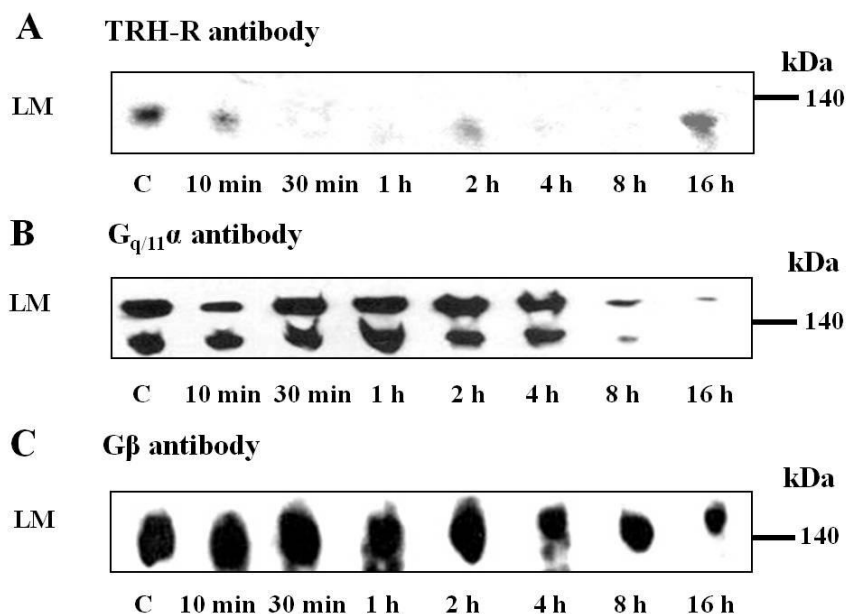 A TRH-R antibody
kDa
LM 140
C 10 min 30 min 1 h 2 h 4 h 8 h 16 h
B Gq/11α antibody
kDa
LM 140
C 10 min 30 min 1 h 2 h 4 h 8 h 16 h
C Gβ antibody
kDa
LM 140
C 10 min 30 min 1 h 2 h 4 h 8 h 16 h